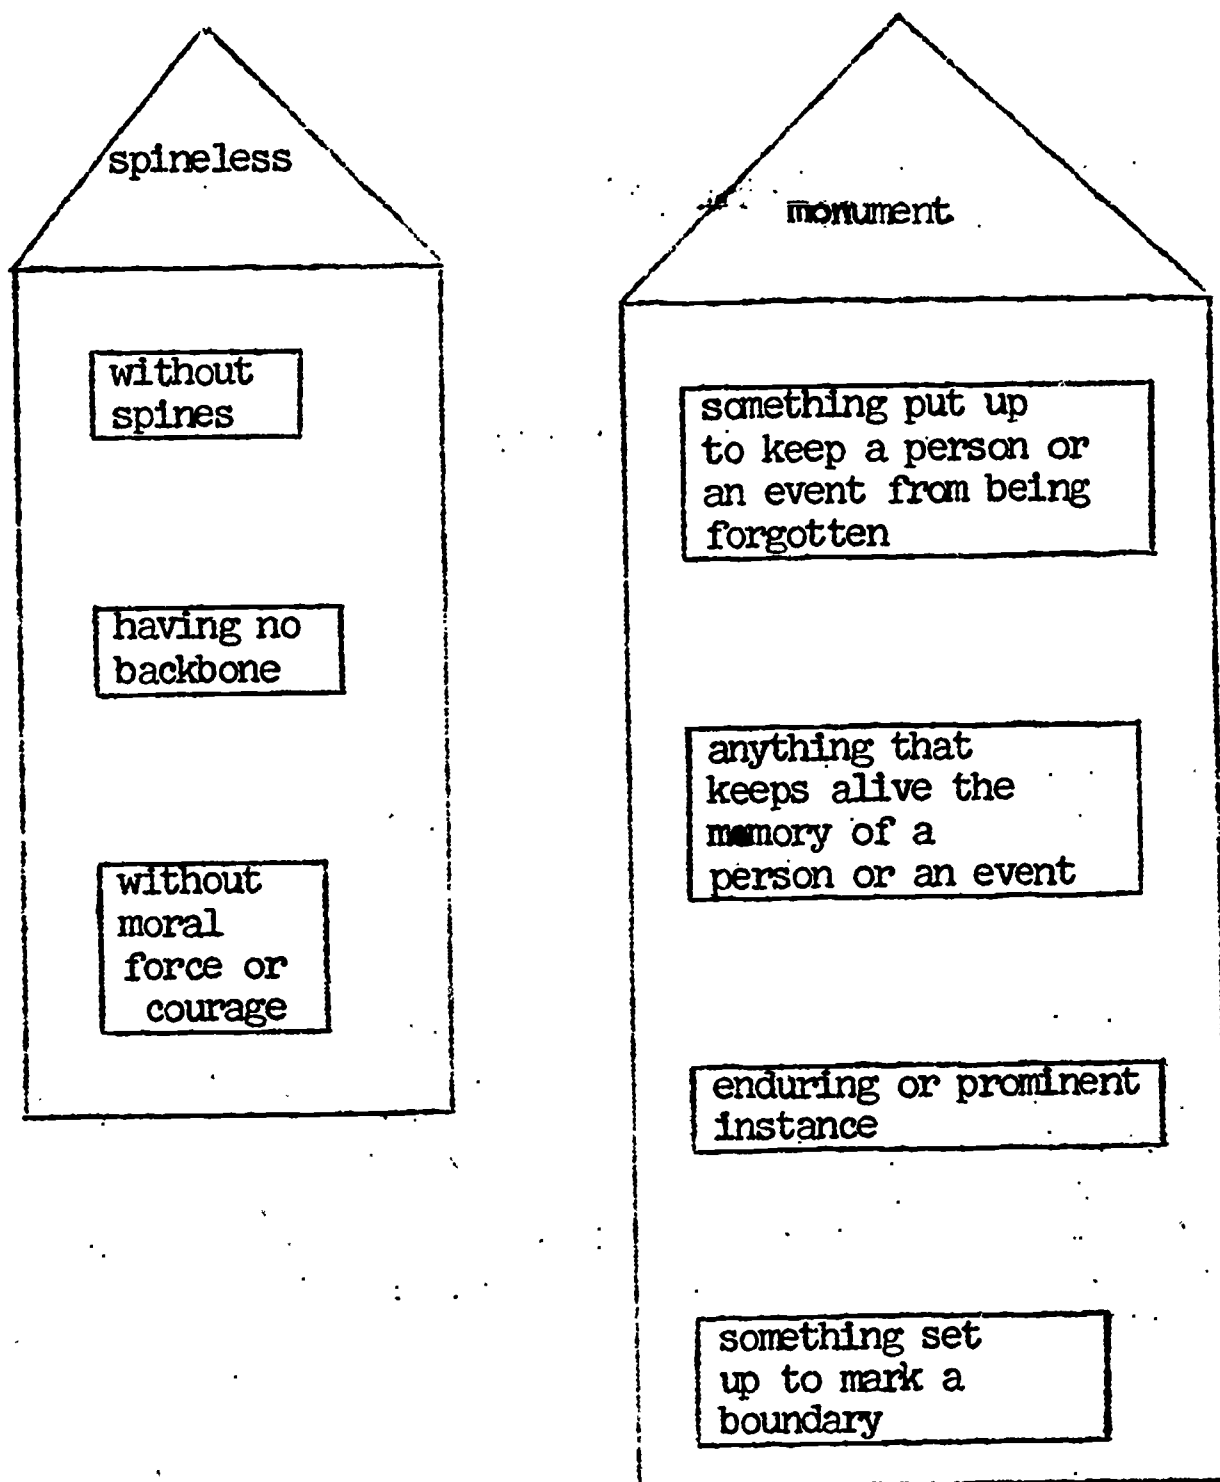 spineless
without
spines
having no
backbone
without
moral
force or
courage
monument
something put up
to keep a person or
an event from being
forgotten
anything that
keeps alive the
memory of a
person or an event
enduring or prominent
instance
something set
up to mark a
boundary